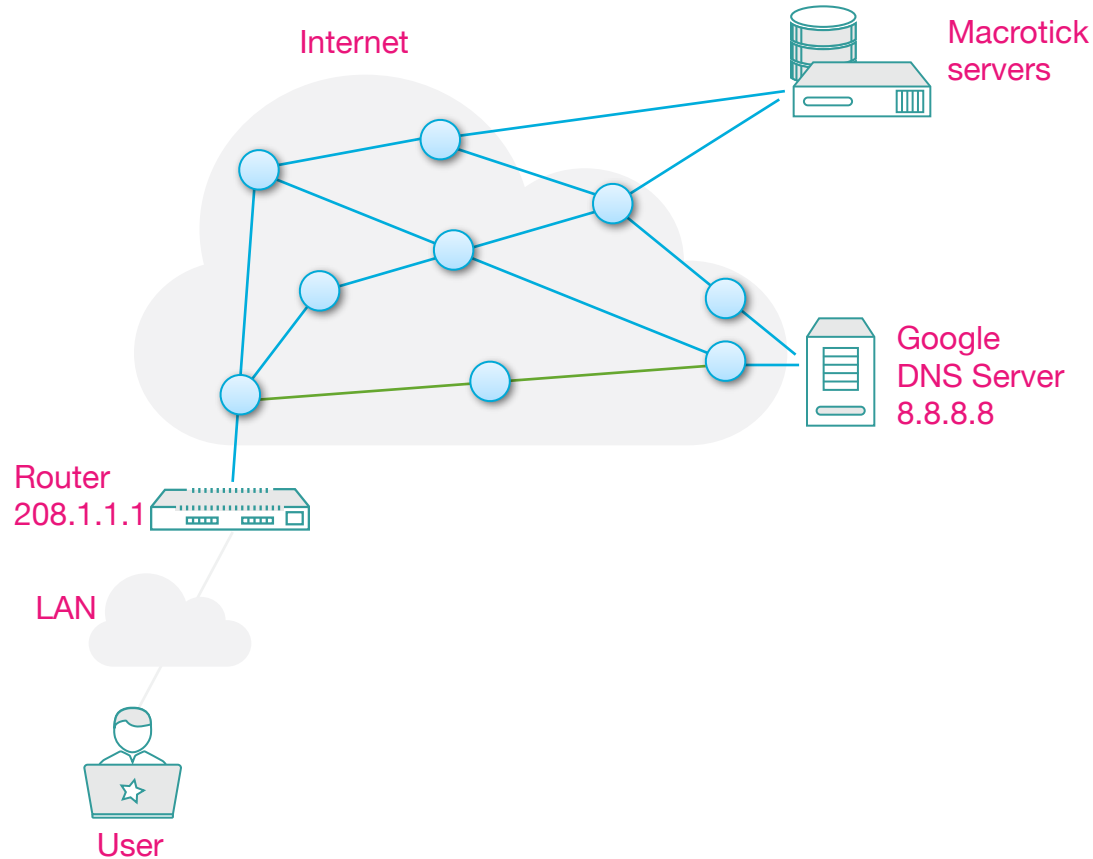 Internet
Macrotick
servers
Google
DNS Server
8.8.8.8
Router
208.1.1.1
LAN
User